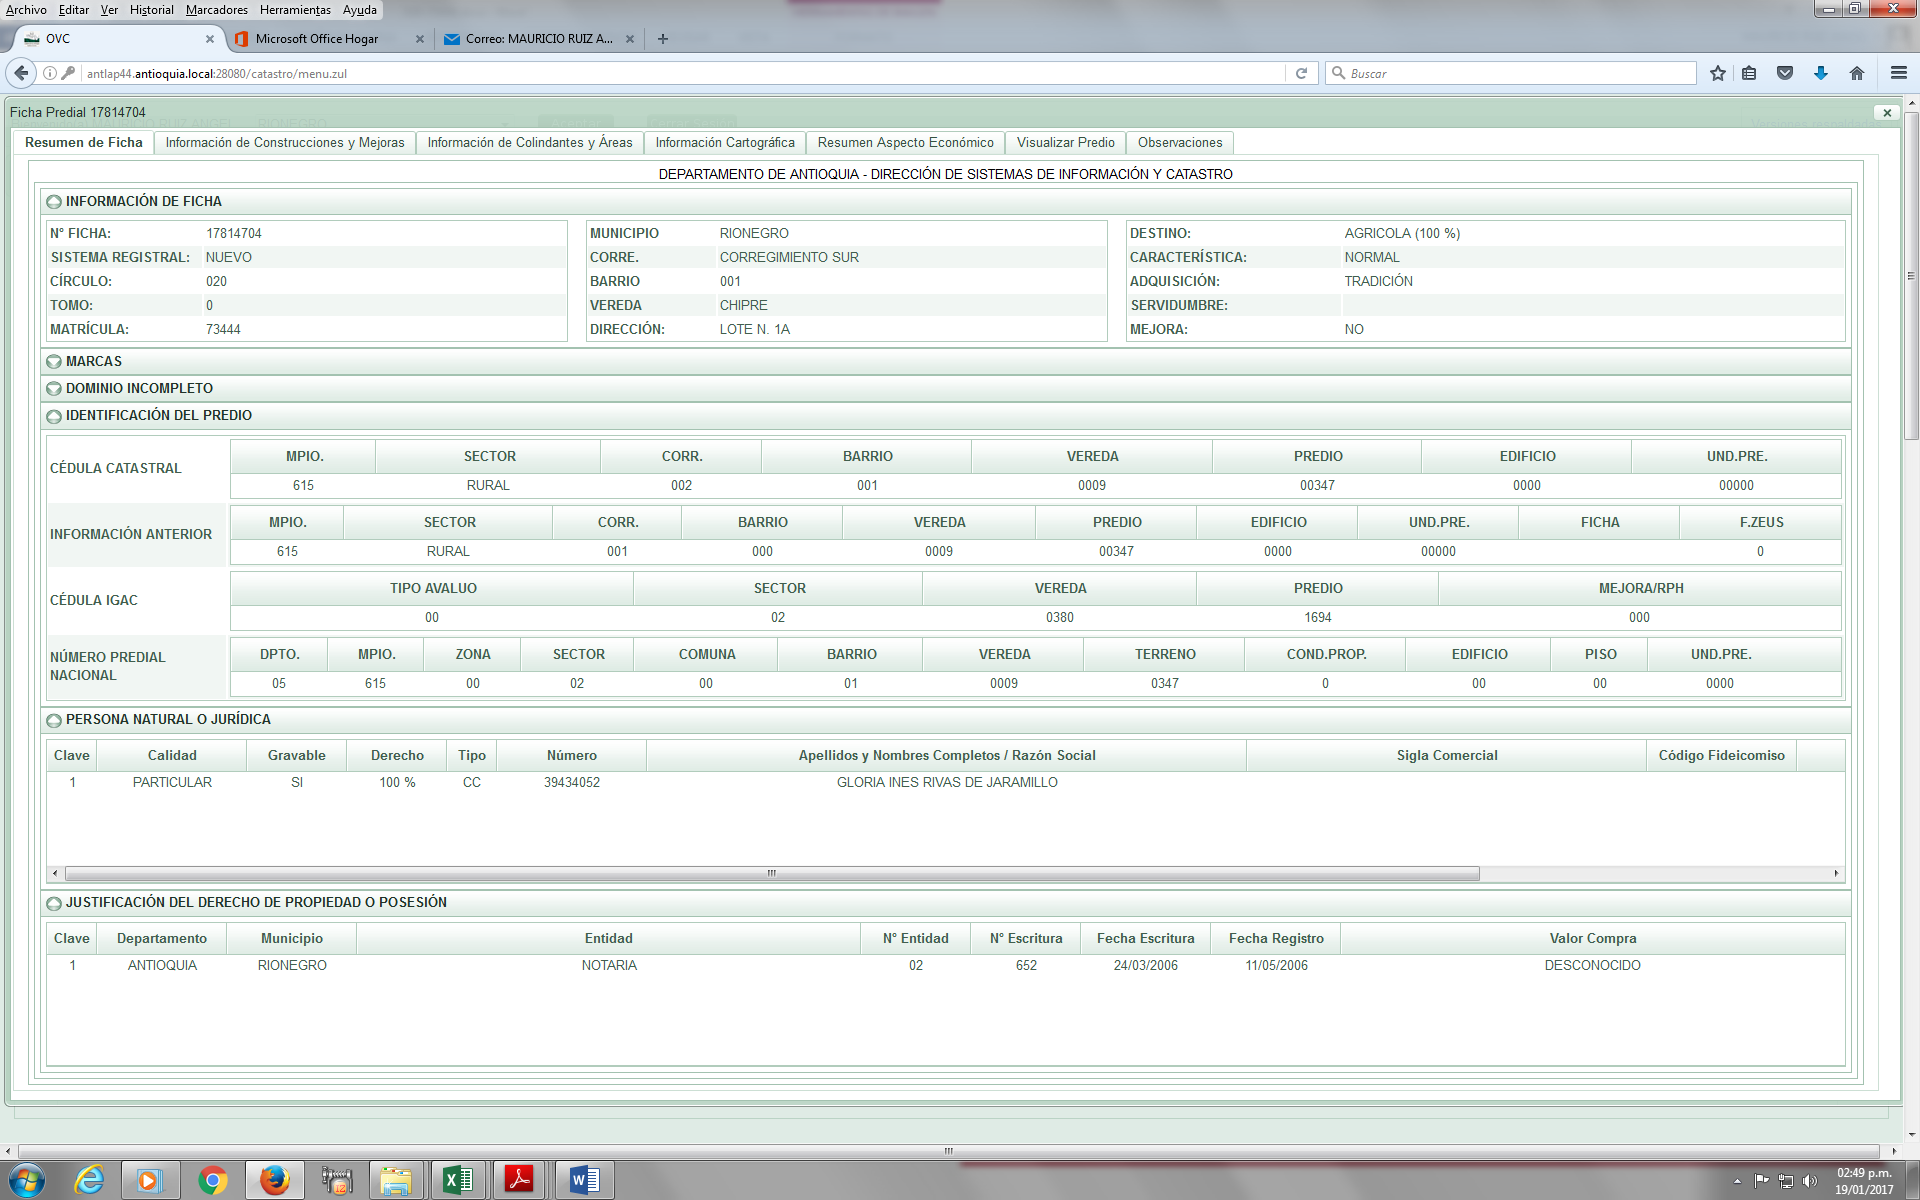 Archivo Editar Ver Historial Marcadores Herramientas Ayuda
OVC Microsoft Office Hogar Correo: MAURICIO RUIZ A...
antlap44.antioquia.local:28080/catastro/menu.zul Buscar
Ficha Predial 17814704
Resumen de Ficha Información de Construcciones y Mejoras Información de Colindantes y Áreas Información Cartográfica Resumen Aspecto Económico Visualizar Predio Observaciones
DEPARTAMENTO DE ANTIOQUIA - DIRECCIÓN DE SISTEMAS DE INFORMACIÓN Y CATASTRO
INFORMACIÓN DE FICHA
N° FICHA: 17814704 MUNICIPIO RIONEGRO DESTINO: AGRICOLA (100 %)
SISTEMA REGISTRAL: NUEVO CORRE. CORREGIMIENTO SUR CARACTERÍSTICA: NORMAL
CÍRCULO: 020 BARRIO 001 ADQUISICIÓN: TRADICIÓN
TOMO: 0 VEREDA CHIPRE SERVIDUMBRE:
MATRÍCULA: 73444 DIRECCIÓN: LOTE N. 1A MEJORA: NO
MARCAS
DOMINIO INCOMPLETO
IDENTIFICACIÓN DEL PREDIO
CÉDULA CATASTRAL
MPIO. SECTOR CORR. BARRIO VEREDA PREDIO EDIFICIO UND.PRE.
615 RURAL 002 001 0009 00347 0000 00000
INFORMACIÓN ANTERIOR
MPIO. SECTOR CORR. BARRIO VEREDA PREDIO EDIFICIO UND.PRE. FICHA F.ZEUS
615 RURAL 001 000 0009 00347 0000 00000 0
CÉDULA IGAC
TIPO AVALUO SECTOR VEREDA PREDIO MEJORA/RPH
00 02 0380 1694 000
NÚMERO PREDIAL
NACIONAL
DPTO. MPIO. ZONA SECTOR COMUNA BARRIO VEREDA TERRENO COND.PROP. EDIFICIO PISO UND.PRE.
05 615 00 02 00 01 0009 0347 0 00 00 0000
PERSONA NATURAL O JURÍDICA
Clave Calidad Gravable Derecho Tipo Número Apellidos y Nombres Completos / Razón Social Sigla Comercial Código Fideicomiso
1 PARTICULAR SI 100 % CC 39434052 GLORIA INES RIVAS DE JARAMILLO
JUSTIFICACIÓN DEL DERECHO DE PROPIEDAD O POSESIÓN
Clave Departamento Municipio Entidad N° Entidad N° Escritura Fecha Escritura Fecha Registro Valor Compra
1 ANTIOQUIA RIONEGRO NOTARIA 02 652 24/03/2006 11/05/2006 DESCONOCIDO
02:49 p.m.
19/01/2017